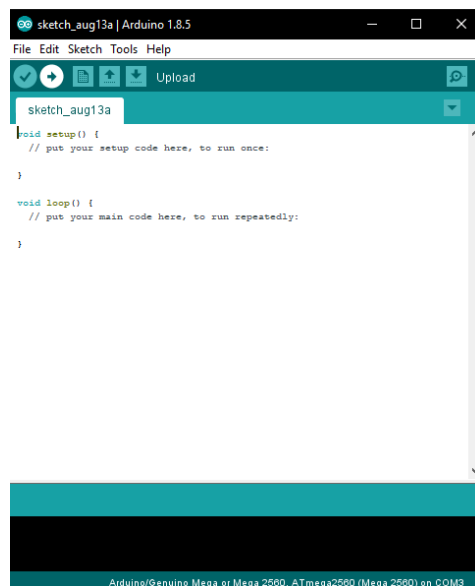 sketch_aug13a | Arduino 1.8.5
File Edit Sketch Tools Help
Upload
sketch_aug13a
void setup() {
  // put your setup code here, to run once:
}
void loop() {
  // put your main code here, to run repeatedly:
}
Arduino/Genuino Mega or Mega 2560, ATmega2560 (Mega 2560) on COM3